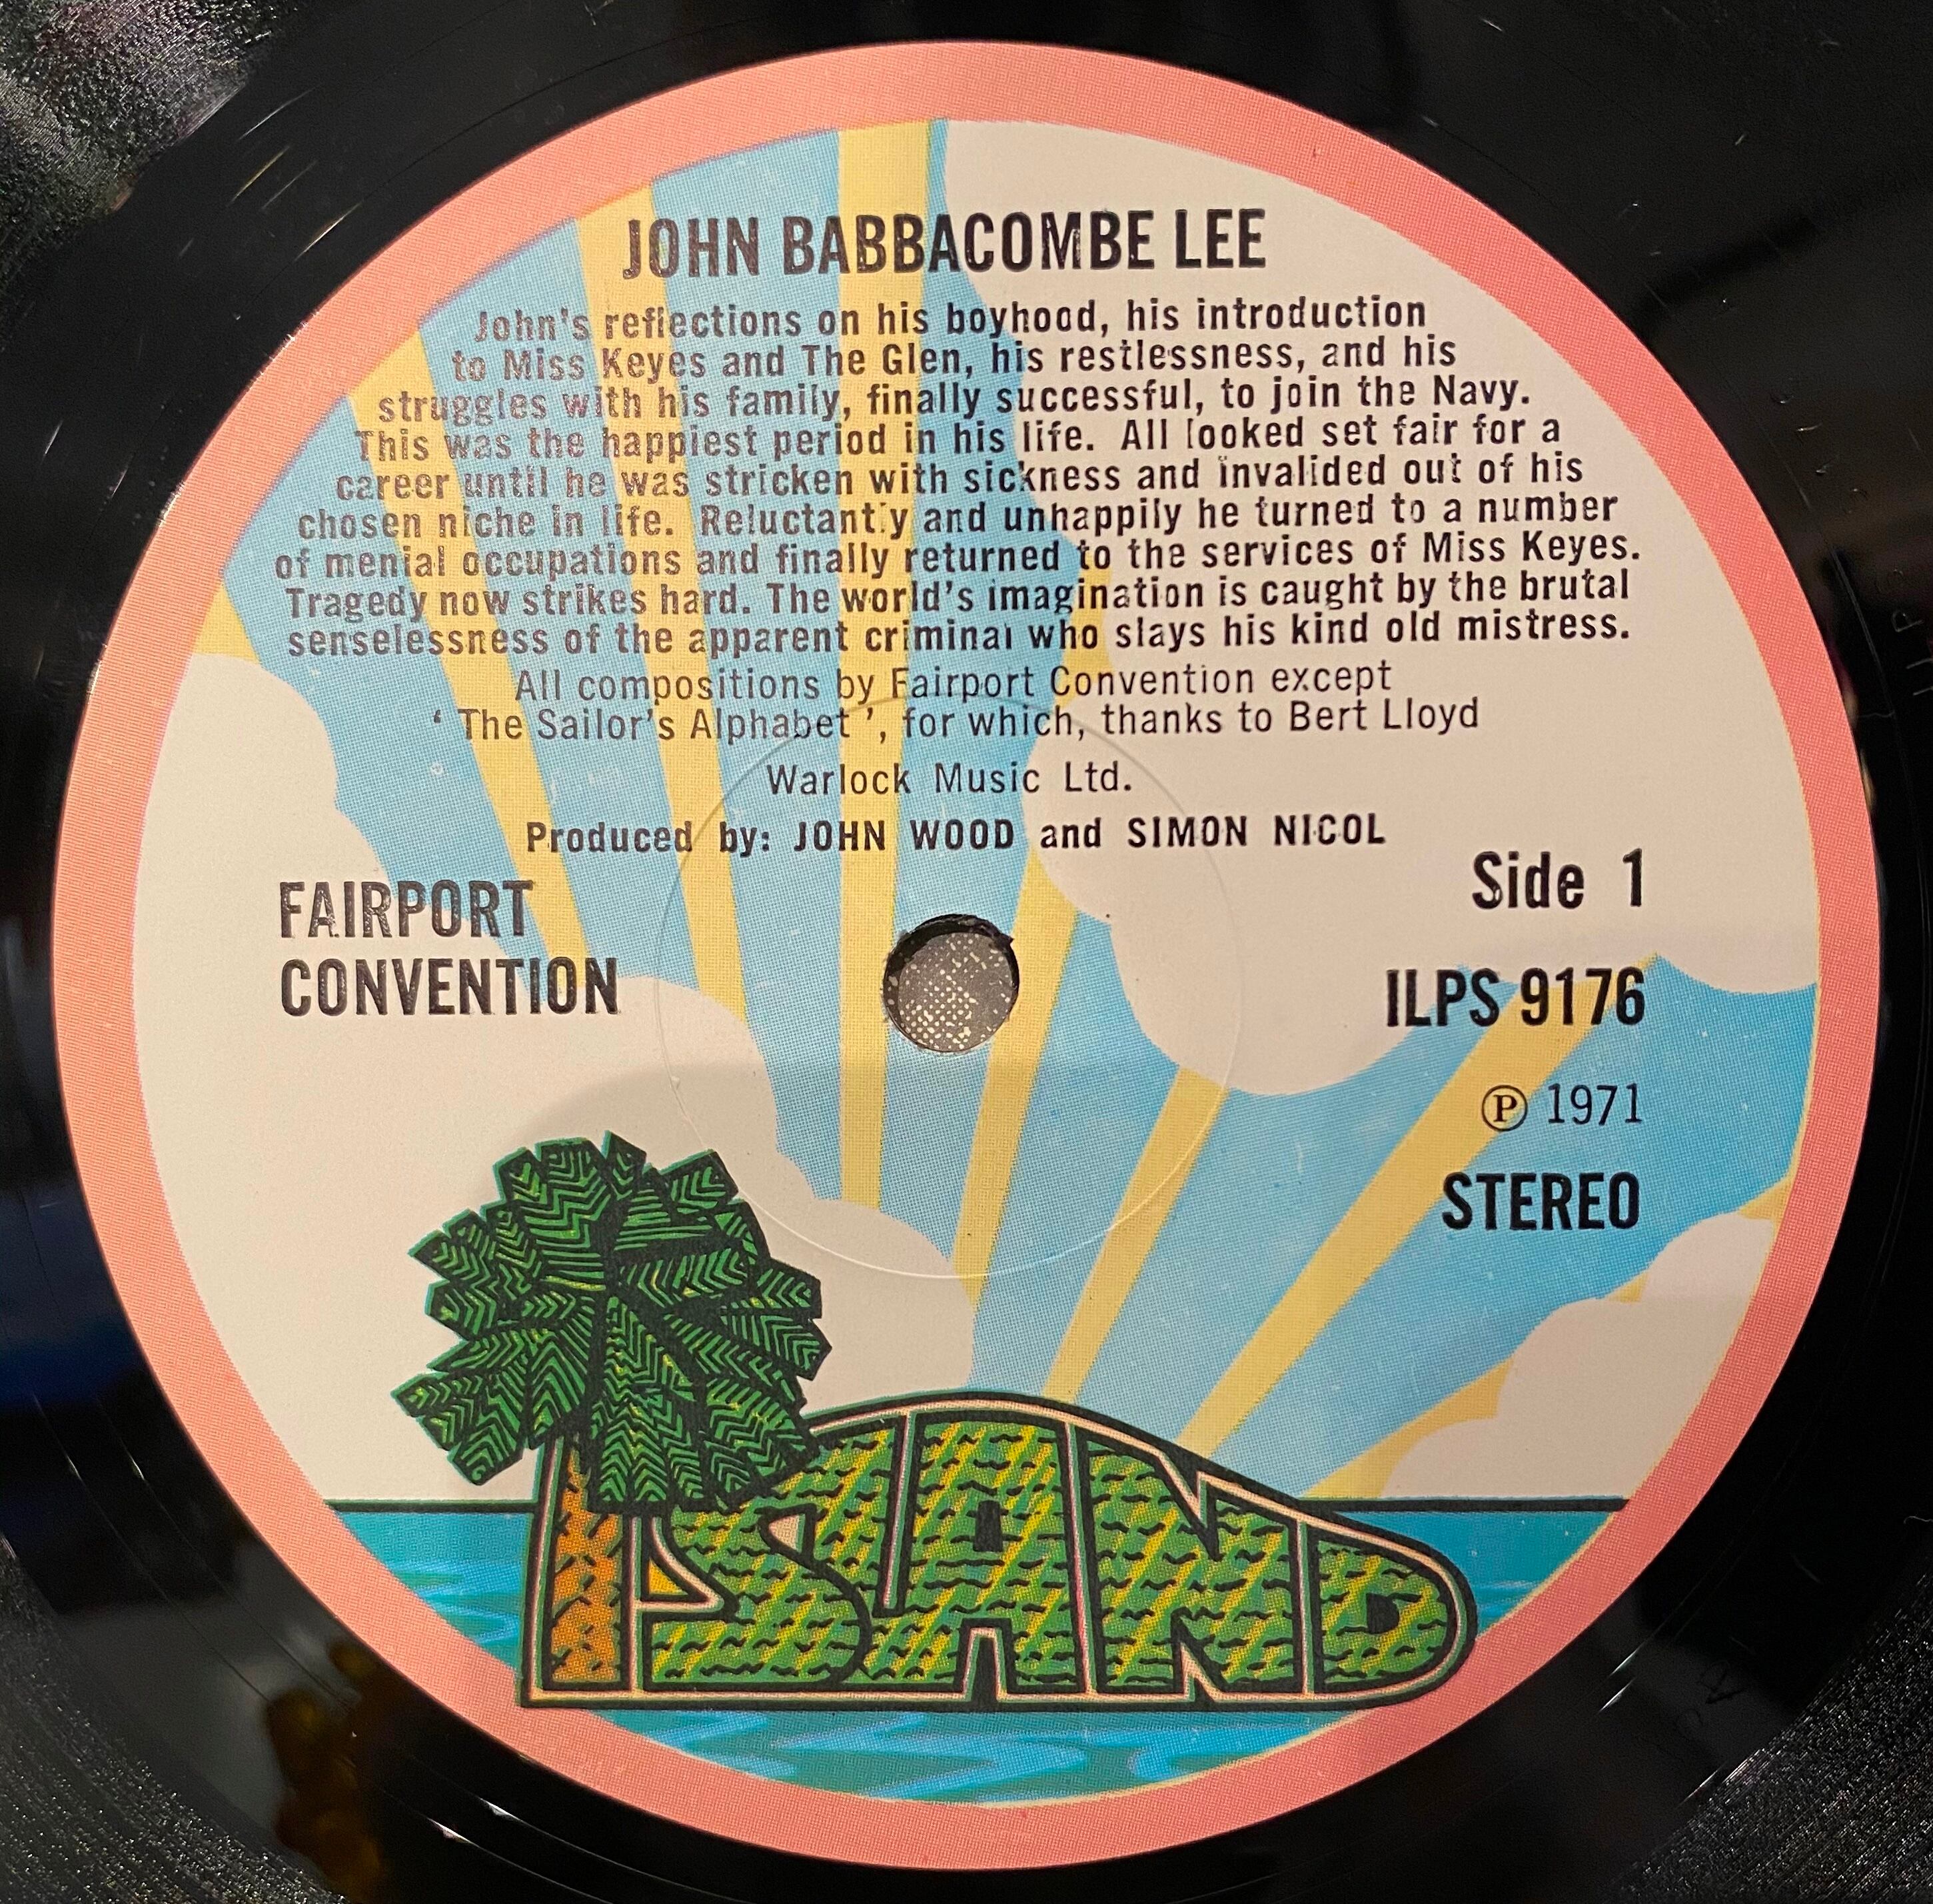 JOHN BABBACOMBE LEE
John's reflections on his boyhood, his introduction
to Miss Keyes and The Glen, his restlessness, and his
struggles with his family, finally successful, to join the Navy.
This was the happiest period in his life. All looked set fair for a
career until he was stricken with sickness and invalided out of his
chosen niche in life. Reluctantly and unhappily he turned to a number
of menial occupations and finally returned to the services of Miss Keyes.
Tragedy now strikes hard. The world's imagination is caught by the brutal
senselessness of the apparent criminal who slays his kind old mistress.
All compositions by Fairport Convention except
‘ The Sailor's Alphabet ’, for which, thanks to Bert Lloyd
Warlock Music Ltd.
Produced by: JOHN WOOD and SIMON NICOL
FAIRPORT
CONVENTION
Side 1
ILPS 9176
Ⓟ 1971
STEREO
ISLAND